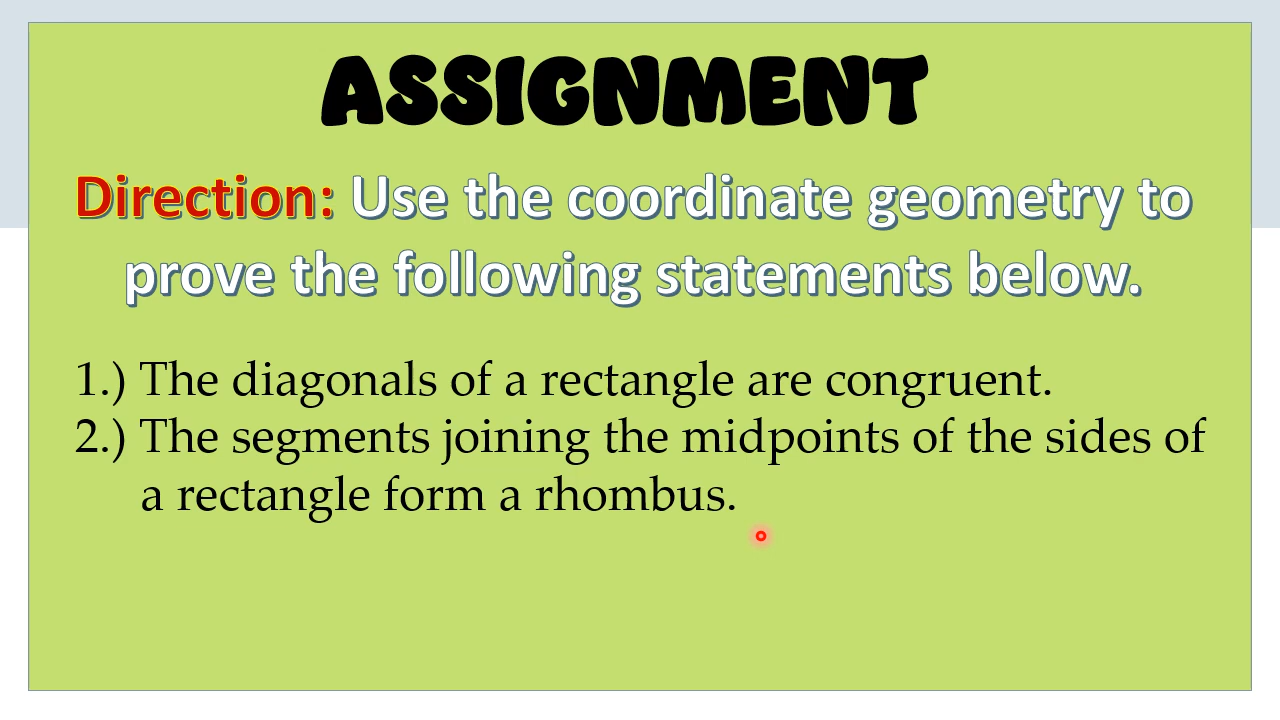 ASSIGNMENT
Direction: Use the coordinate geometry to
prove the following statements below.
1.) The diagonals of a rectangle are congruent.
2.) The segments joining the midpoints of the sides of
a rectangle form a rhombus.